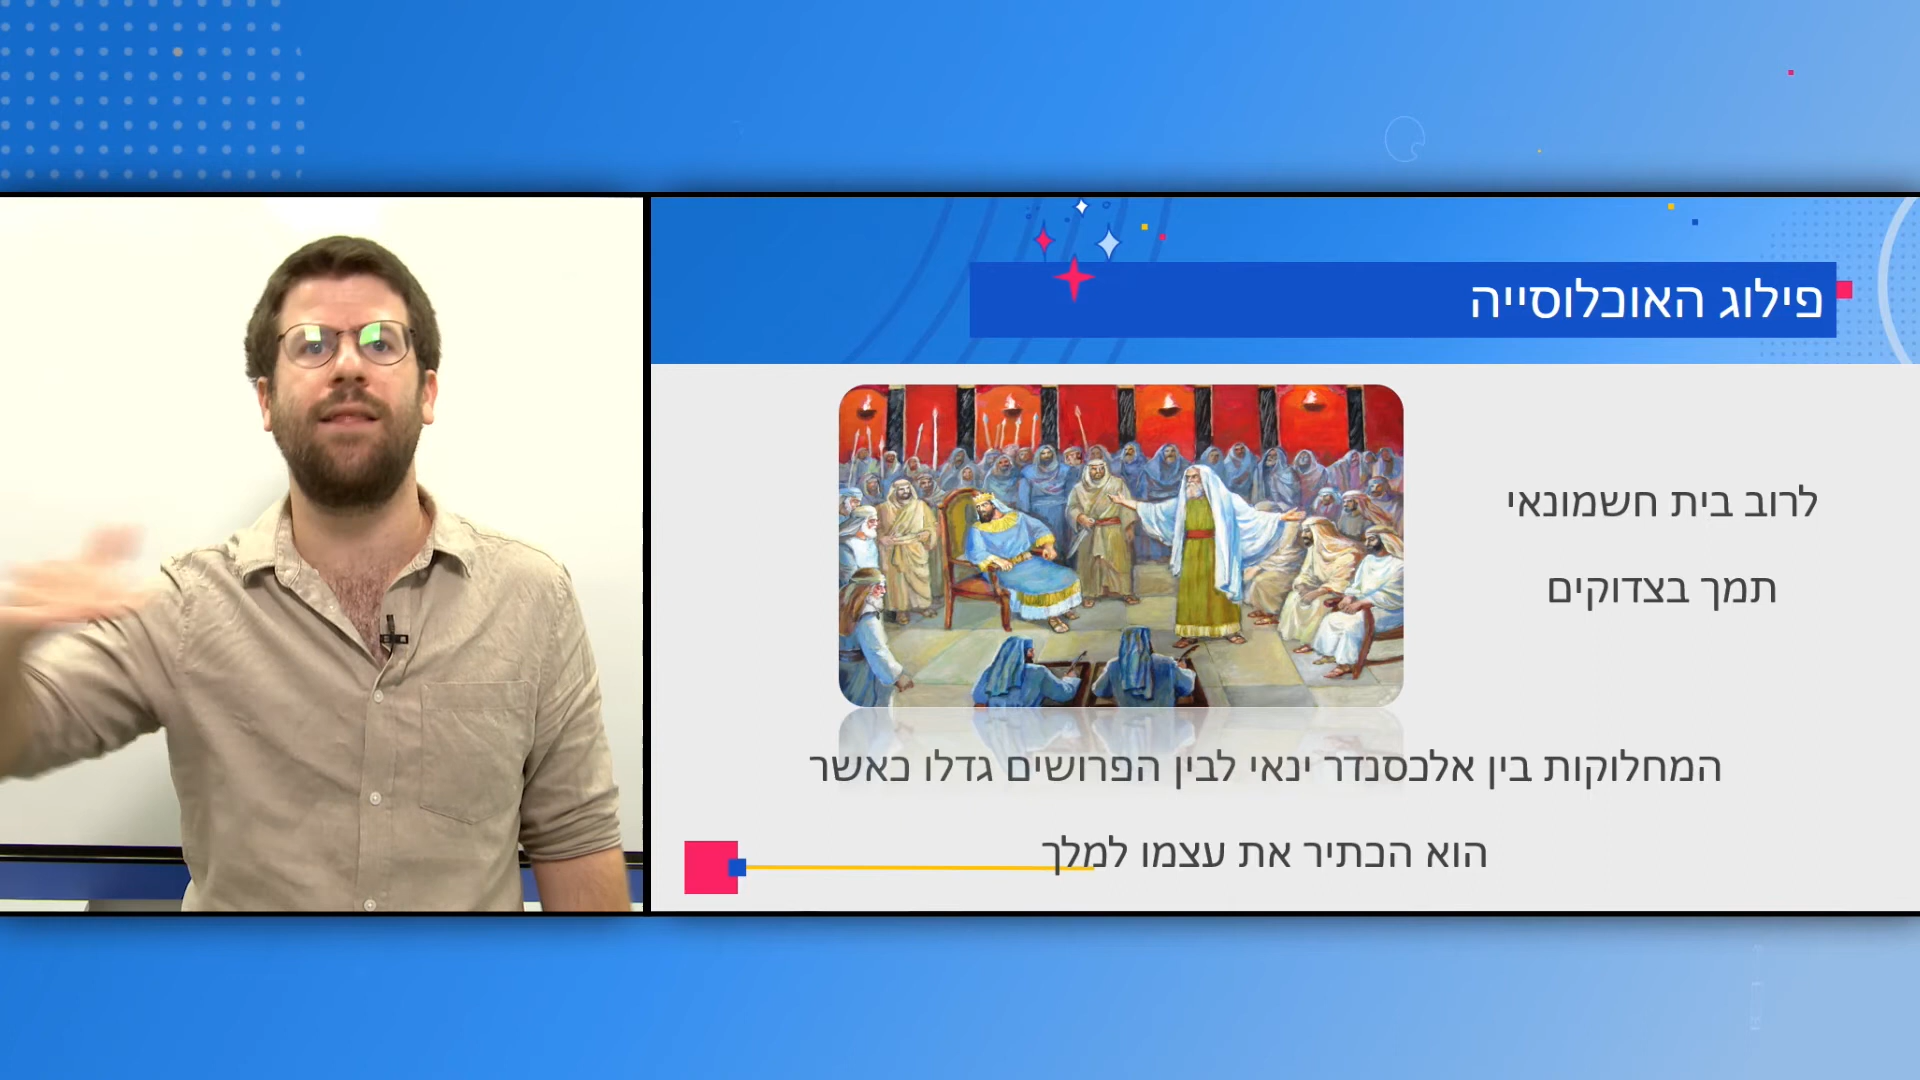 פילוג האוכלוסייה
לרוב בית חשמונאי
תמך בצדוקים
המחלוקות בין אלכסנדר ינאי לבין הפרושים גדלו כאשר
הוא הכתיר את עצמו למלך